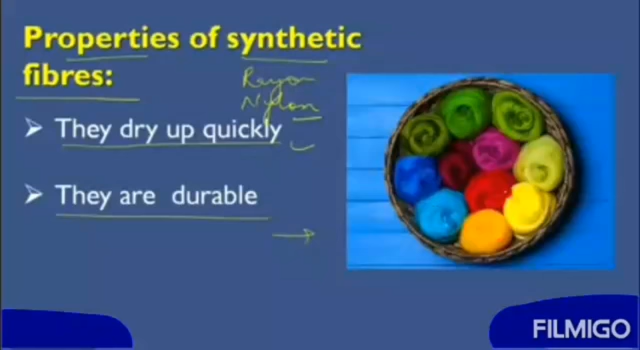 Properties of synthetic
fibres:
Rayon
Nylon
➤ They dry up quickly
➤ They are durable
FILMIGO